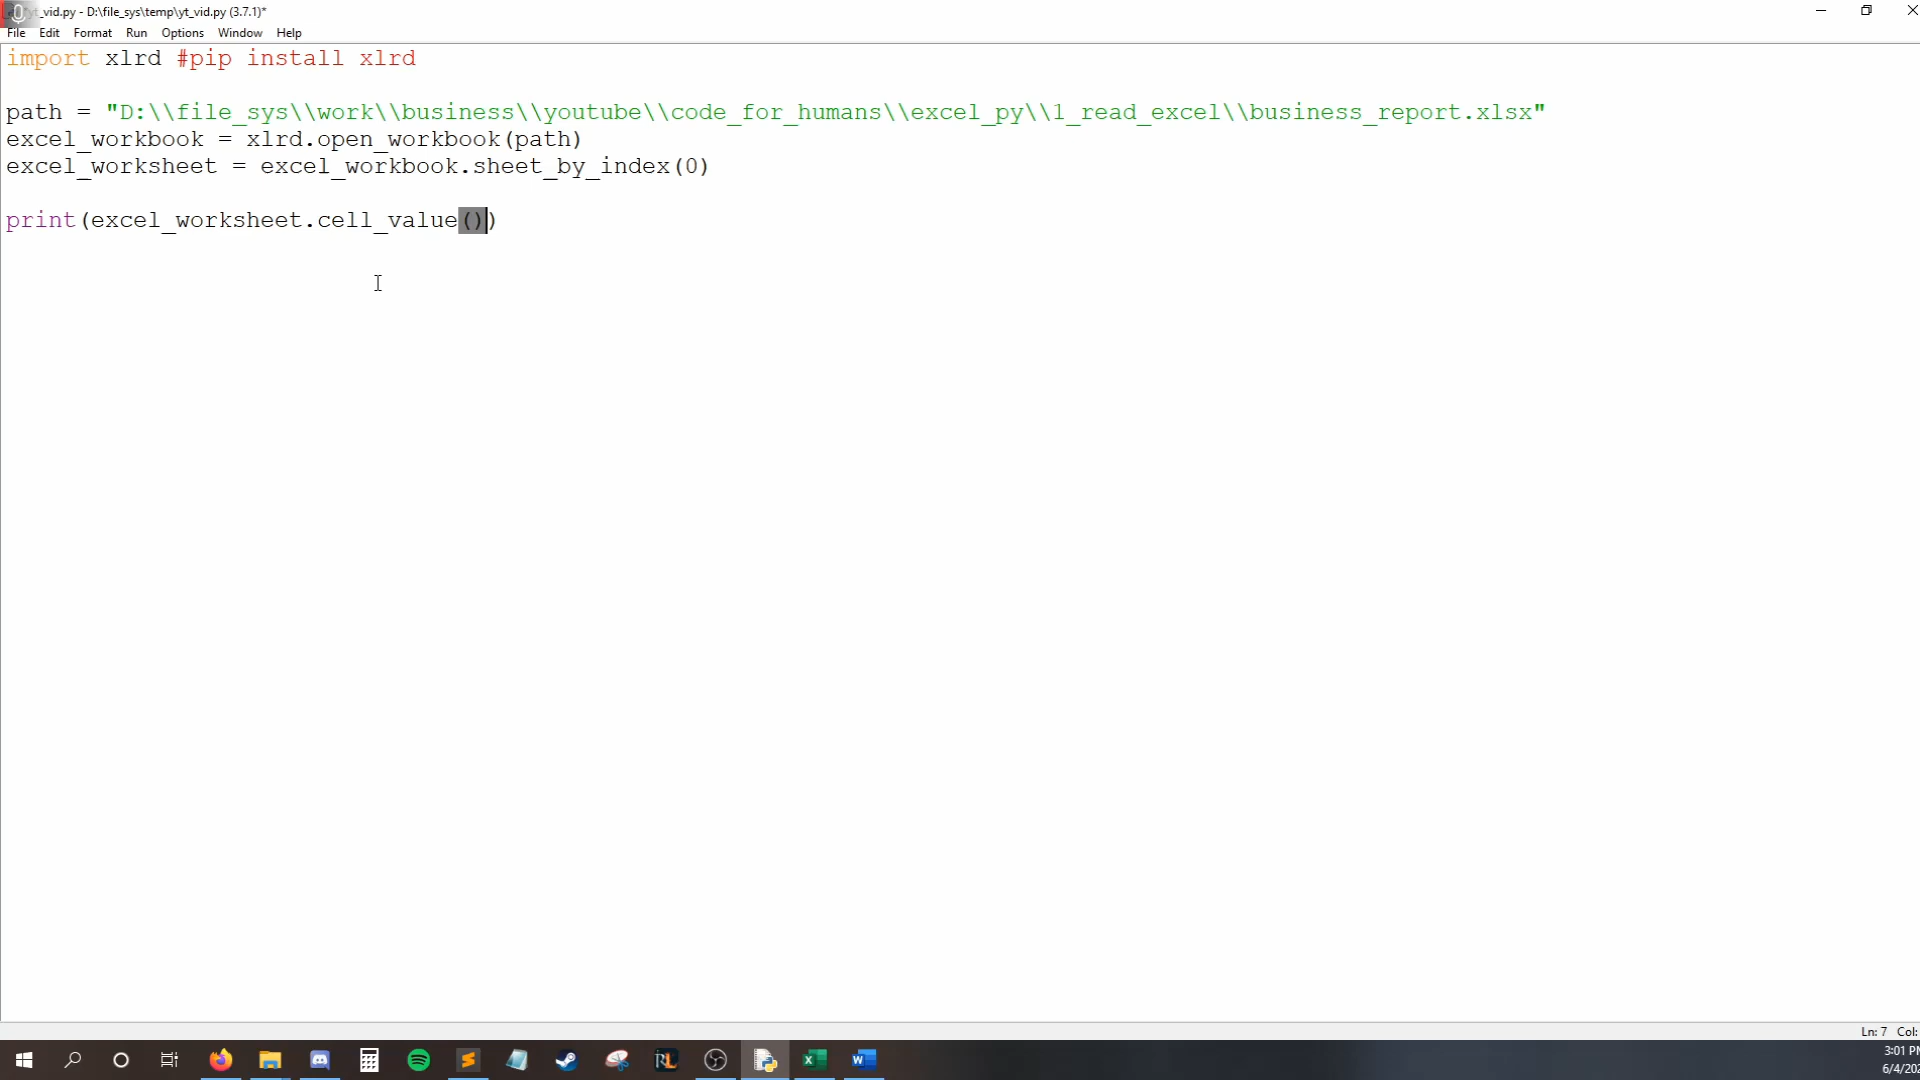 _vid.py - D:\file_sys\temp\yt_vid.py (3.7.1)*
File Edit Format Run Options Window Help
import xlrd #pip install xlrd
path = "D:\\file_sys\\work\\business\\youtube\\code_for_humans\\excel_py\\1_read_excel\\business_report.xlsx"
excel_workbook = xlrd.open_workbook(path)
excel_worksheet = excel_workbook.sheet_by_index(0)
print(excel_worksheet.cell_value())
Ln: 7 Col:
3:01 PM
6/4/202